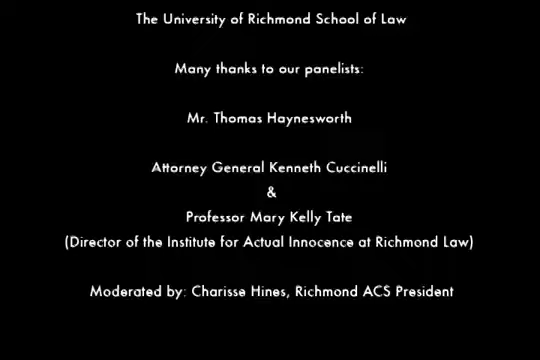 The University of Richmond School of Law
Many thanks to our panelists:
Mr. Thomas Haynesworth
Attorney General Kenneth Cuccinelli
&
Professor Mary Kelly Tate
(Director of the Institute for Actual Innocence at Richmond Law)
Moderated by: Charisse Hines, Richmond ACS President